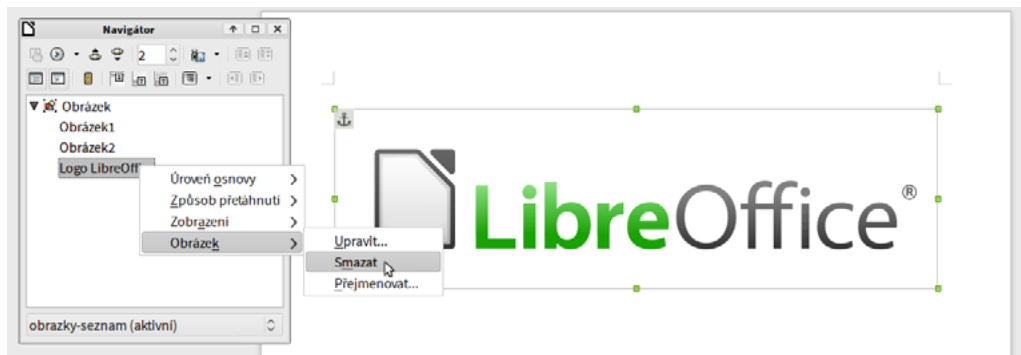 Navigátor
2
Obrázek
Obrázek1
Obrázek2
Logo LibreOffi
Úroveň osnovy
Způsob přetáhnutí
Zobrazení
Obrázek
Upravit...
Smazat
Přejmenovat...
obrazky-seznam (aktivní)
LibreOffice®